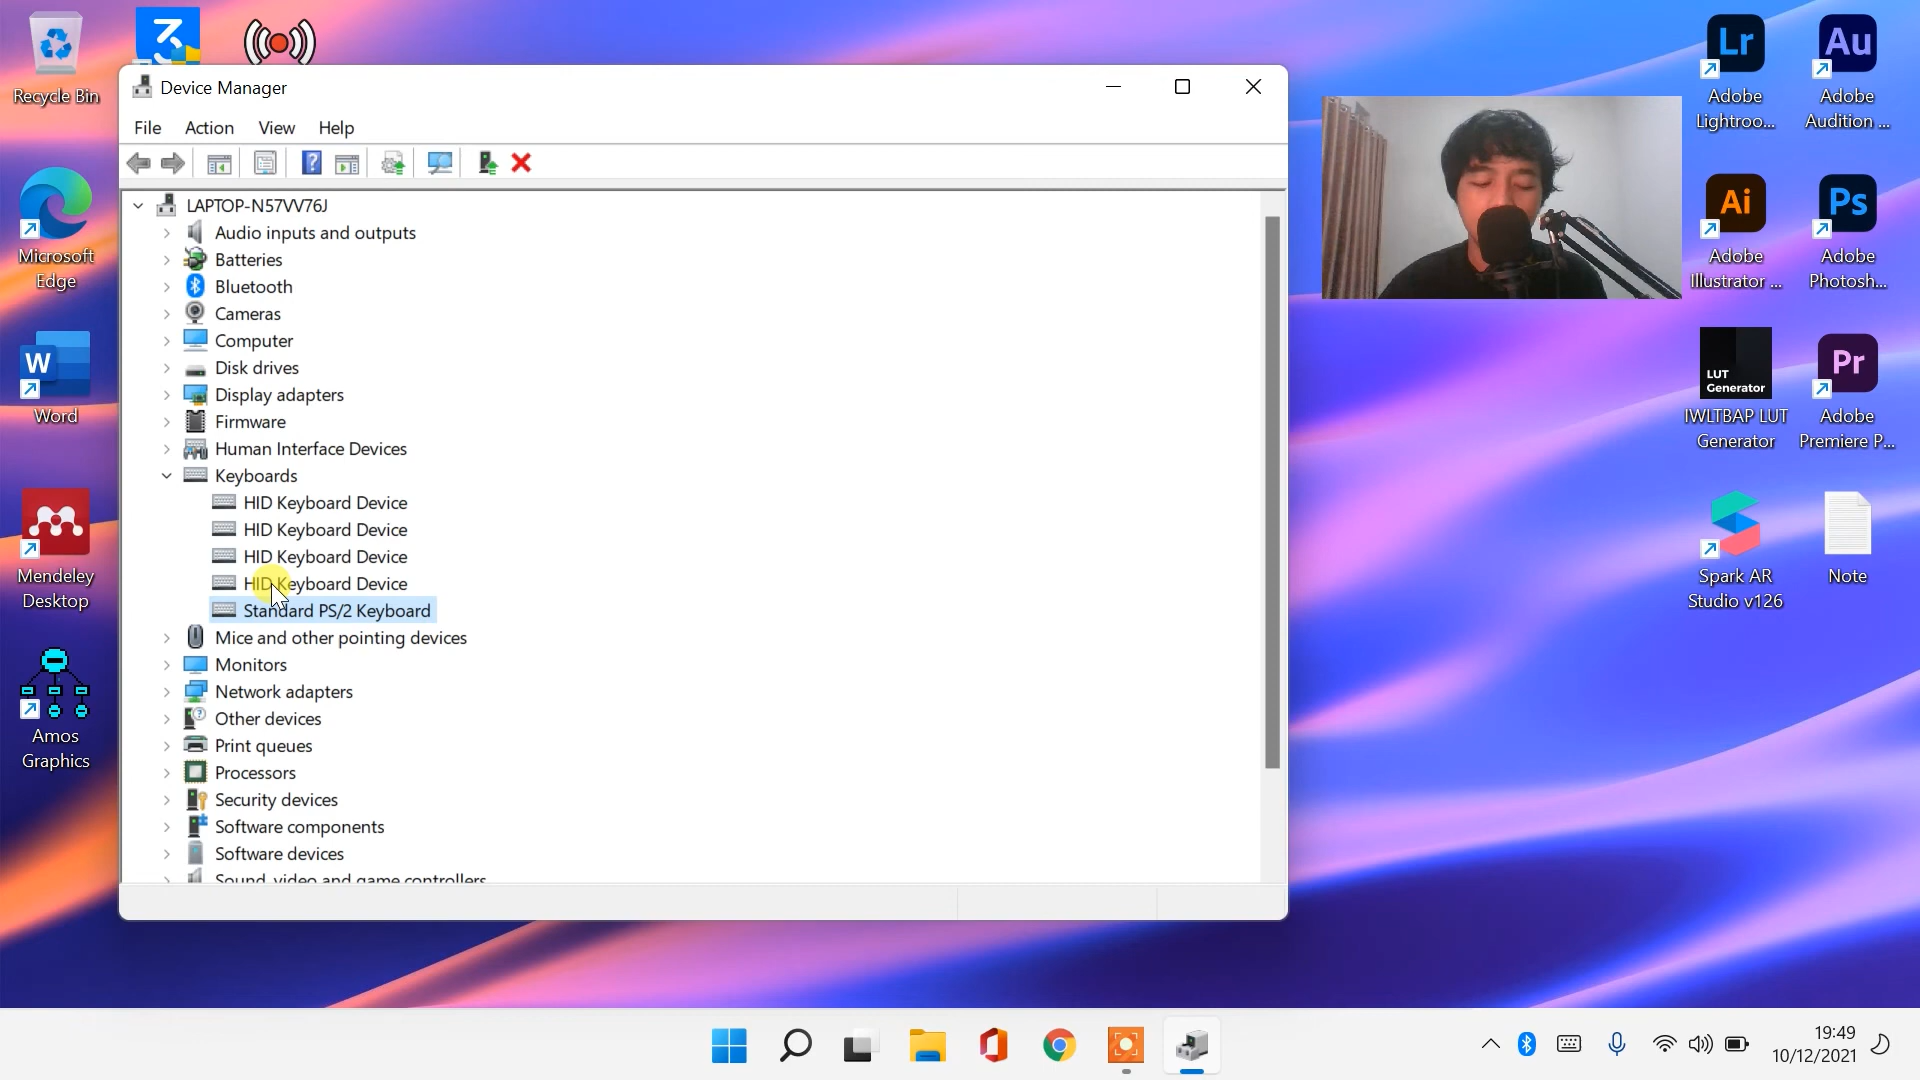 Recycle Bin
Microsoft
Edge
W
Word
Mendeley
Desktop
Amos
Graphics
Device Manager
File Action View Help
LAPTOP-N57VV76J
Audio inputs and outputs
Batteries
Bluetooth
Cameras
Computer
Disk drives
Display adapters
Firmware
Human Interface Devices
Keyboards
HID Keyboard Device
HID Keyboard Device
HID Keyboard Device
HID Keyboard Device
Standard PS/2 Keyboard
Mice and other pointing devices
Monitors
Network adapters
Other devices
Print queues
Processors
Security devices
Software components
Software devices
Sound, video and game controllers
Lr
Adobe
Lightroo...
Au
Adobe
Audition ...
Ai
Adobe
Illustrator ...
Ps
Adobe
Photosh...
LUT
Generator
IWLTBAP LUT
Generator
Pr
Adobe
Premiere P...
Spark AR
Studio v126
Note
19:49
10/12/2021